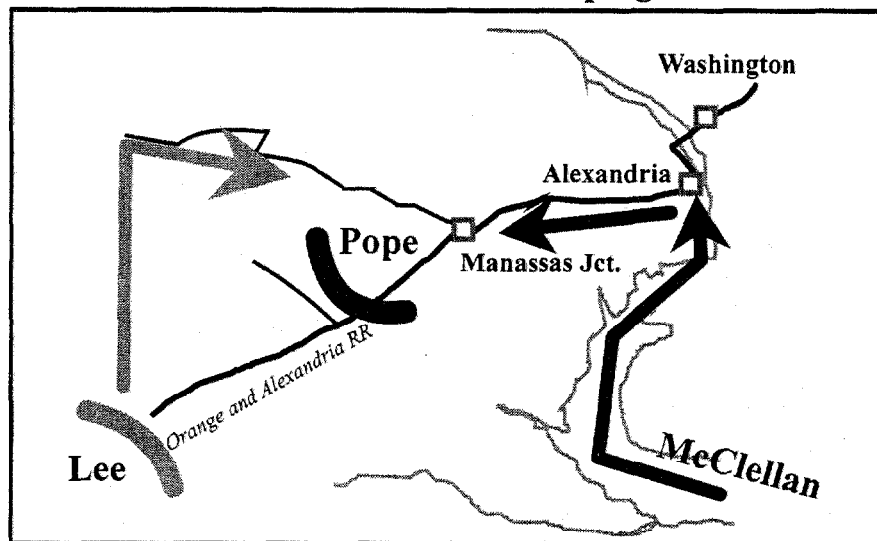 Washington
Alexandria
Pope
Manassas Jct.
Orange and Alexandria RR
Lee
McClellan